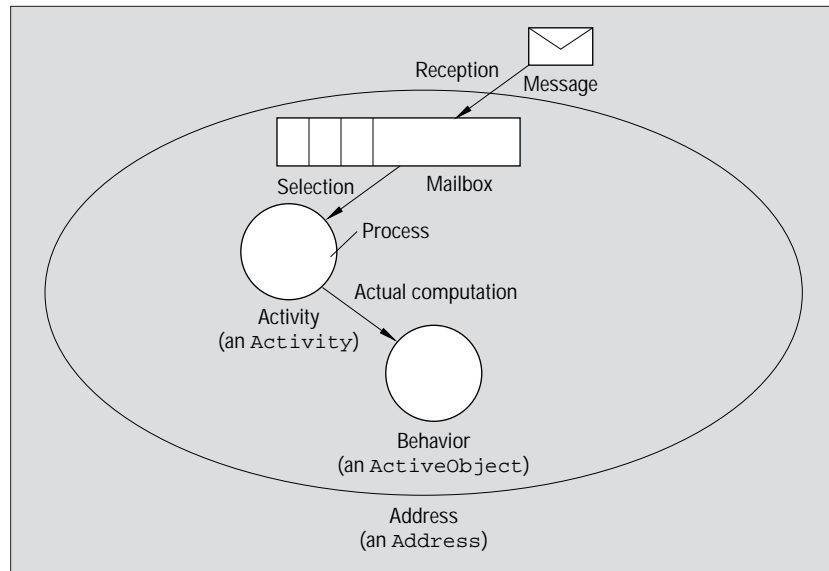 Reception
Message
Selection
Mailbox
Process
Actual computation
Activity
(an Activity)
Behavior
(an ActiveObject)
Address
(an Address)